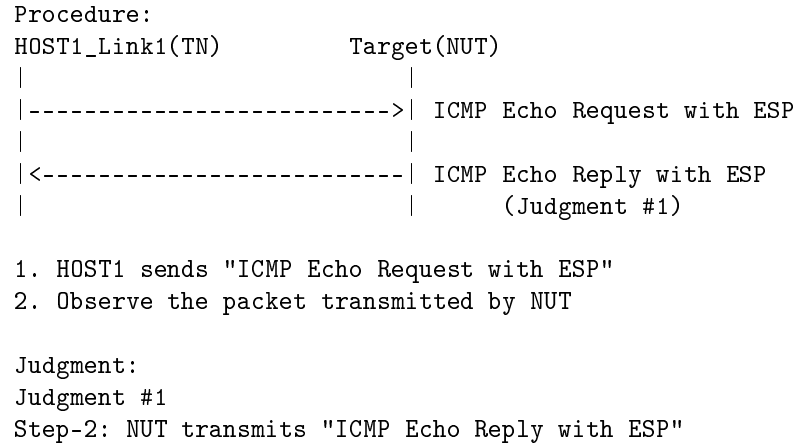 Procedure:
HOST1_Link1(TN)         Target(NUT)
|                            |
|-------------------------->| ICMP Echo Request with ESP
|                            |
|<--------------------------| ICMP Echo Reply with ESP
|                            |      (Judgment #1)
1. HOST1 sends "ICMP Echo Request with ESP"
2. Observe the packet transmitted by NUT
Judgment:
Judgment #1
Step-2: NUT transmits "ICMP Echo Reply with ESP"